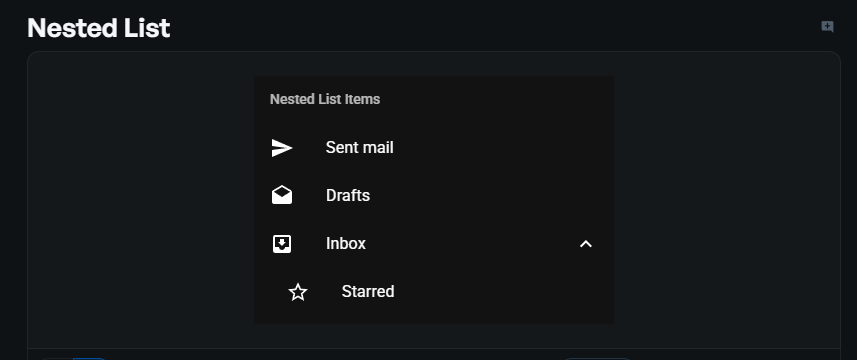 Nested List
Nested List Items
Sent mail
Drafts
Inbox
Starred